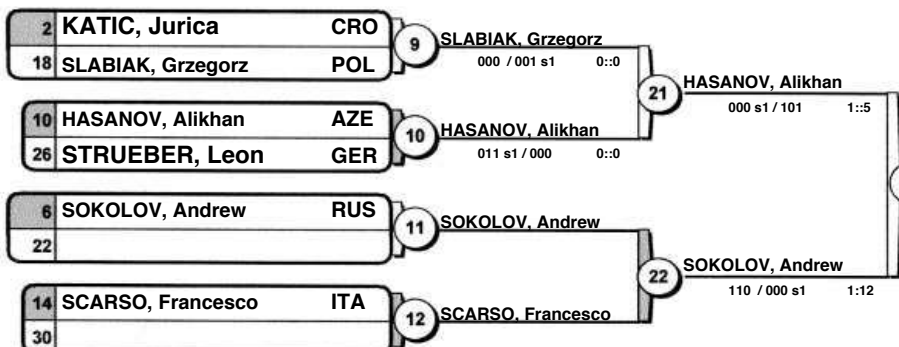 2 KATIC, Jurica CRO
18 SLABIAK, Grzegorz POL
9
SLABIAK, Grzegorz
000 / 001 s1 0::0
10 HASANOV, Alikhan AZE
26 STRUEBER, Leon GER
10
HASANOV, Alikhan
011 s1 / 000 0::0
21
HASANOV, Alikhan
000 s1 / 101 1::5
6 SOKOLOV, Andrew RUS
22
11
SOKOLOV, Andrew
14 SCARSO, Francesco ITA
30
12
SCARSO, Francesco
22
SOKOLOV, Andrew
110 / 000 s1 1:12